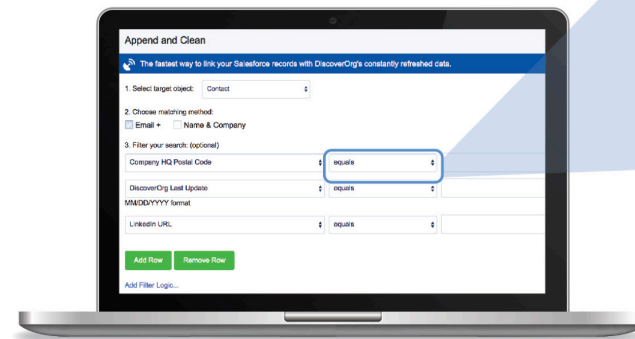 Append and Clean
The fastest way to link your Salesforce records with DiscoverOrg's constantly refreshed data.
1. Select target object: Contact
2. Choose matching method:
Email + Name & Company
3. Filter your search: (optional)
Company HQ Postal Code equals
DiscoverOrg Last Update equals
MM/DD/YYYY format
LinkedIn URL equals
Add Row Remove Row
Add Filter Logic...